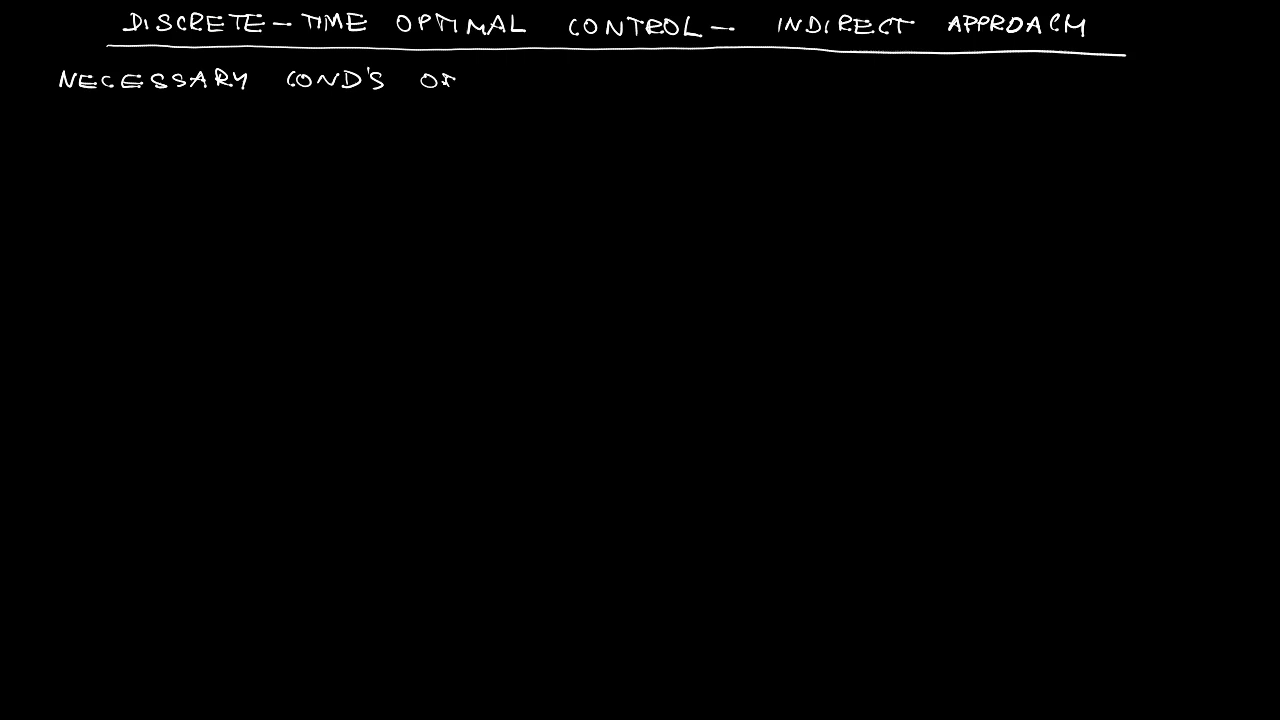 DISCRETE-TIME OPTIMAL CONTROL - INDIRECT APPROACH
NECESSARY COND'S OF